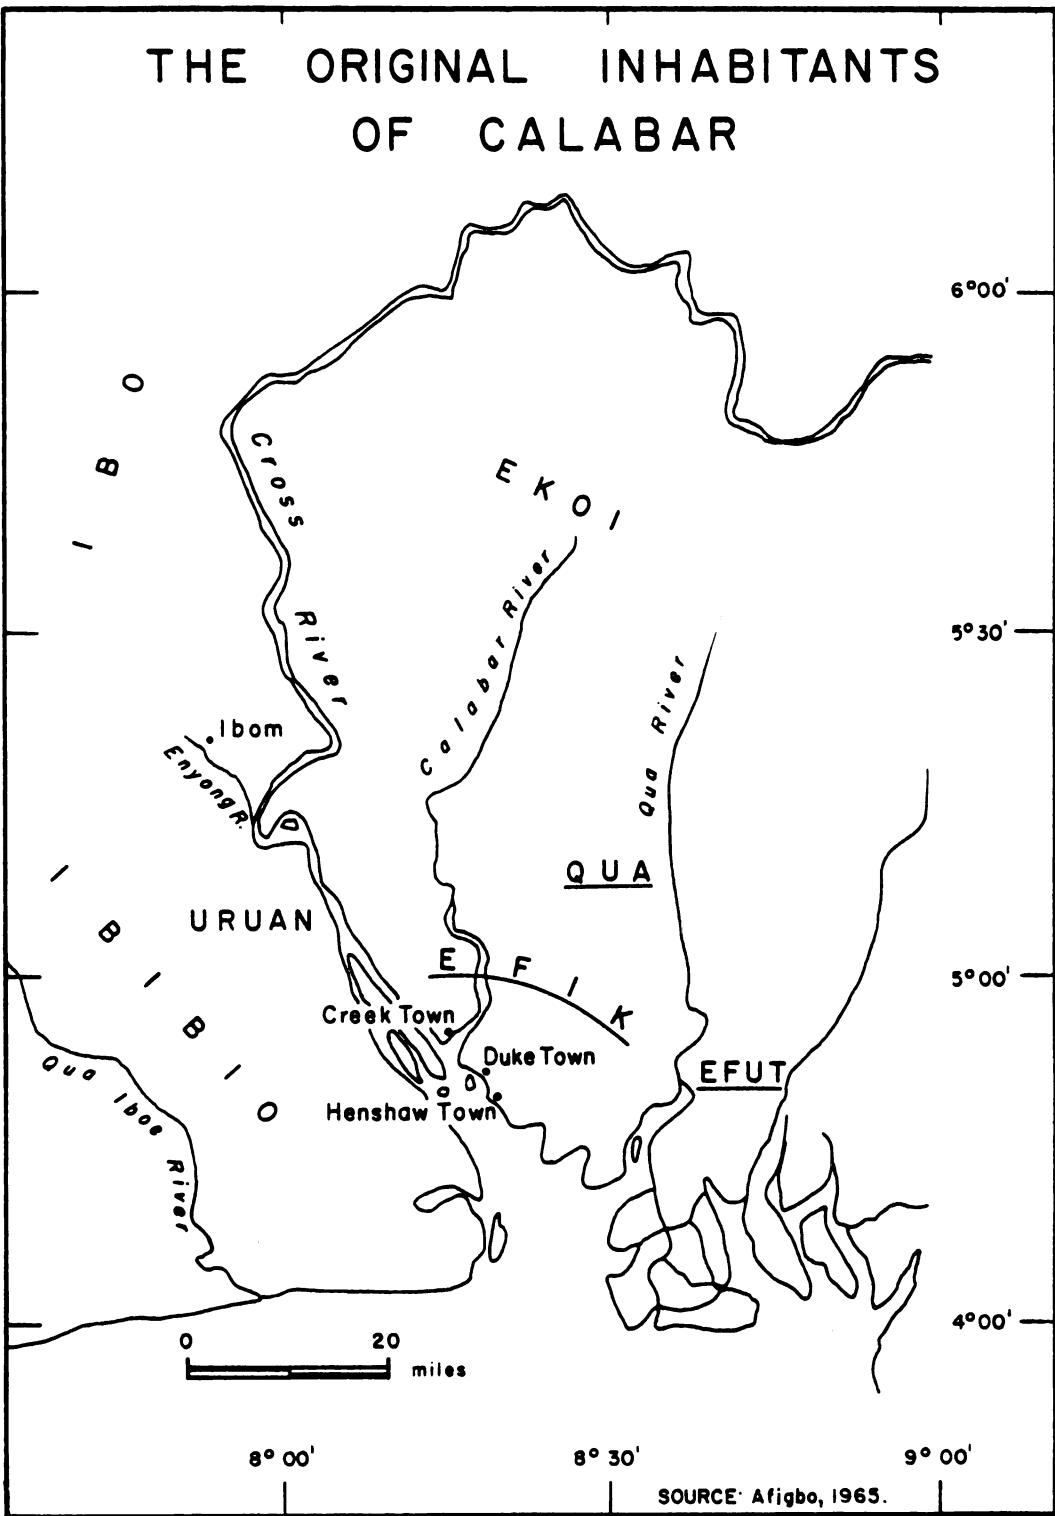 THE ORIGINAL INHABITANTS
OF CALABAR
6°00'
IBO
Cross River
EKOI
Calabar River
5°30'
Qua River
Ibom
Enyong R.
QUA
URUAN
IBIBIO
EFIK
5°00'
Creek Town
Duke Town
EFUT
Qua Iboe River
Henshaw Town
4°00'
0 20
miles
8°00' 8°30' 9°00'
SOURCE: Afigbo, 1965.